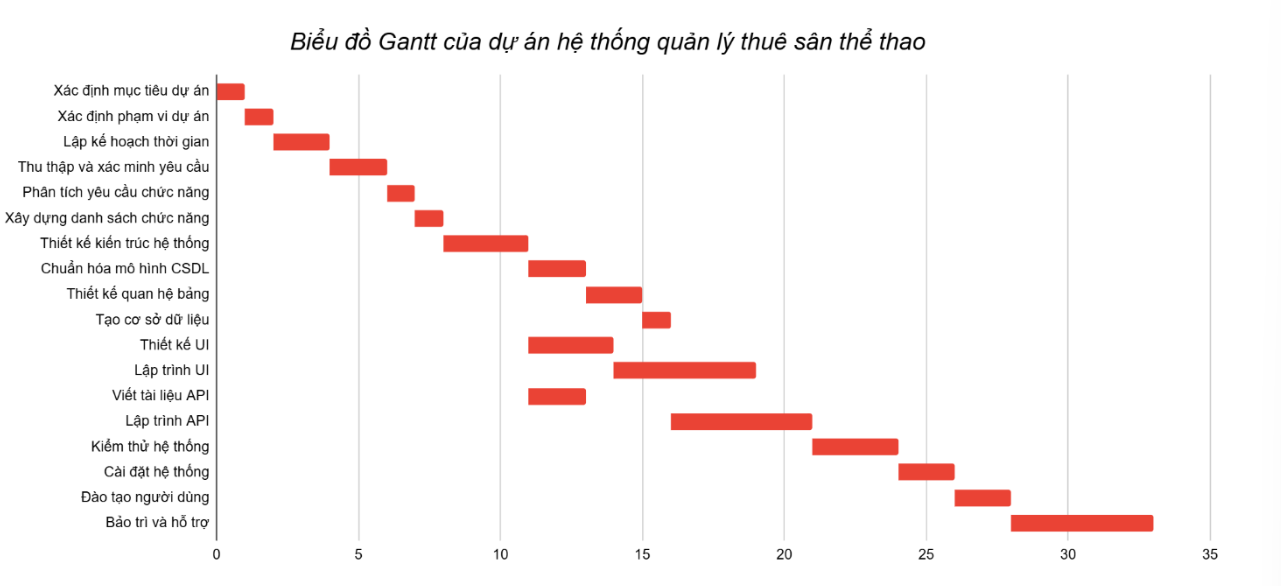 Biểu đồ Gantt của dự án hệ thống quản lý thuê sân thể thao
Xác định mục tiêu dự án
Xác định phạm vi dự án
Lập kế hoạch thời gian
Thu thập và xác minh yêu cầu
Phân tích yêu cầu chức năng
Xây dựng danh sách chức năng
Thiết kế kiến trúc hệ thống
Chuẩn hóa mô hình CSDL
Thiết kế quan hệ bảng
Tạo cơ sở dữ liệu
Thiết kế UI
Lập trình UI
Viết tài liệu API
Lập trình API
Kiểm thử hệ thống
Cài đặt hệ thống
Đào tạo người dùng
Bảo trì và hỗ trợ
0 5 10 15 20 25 30 35